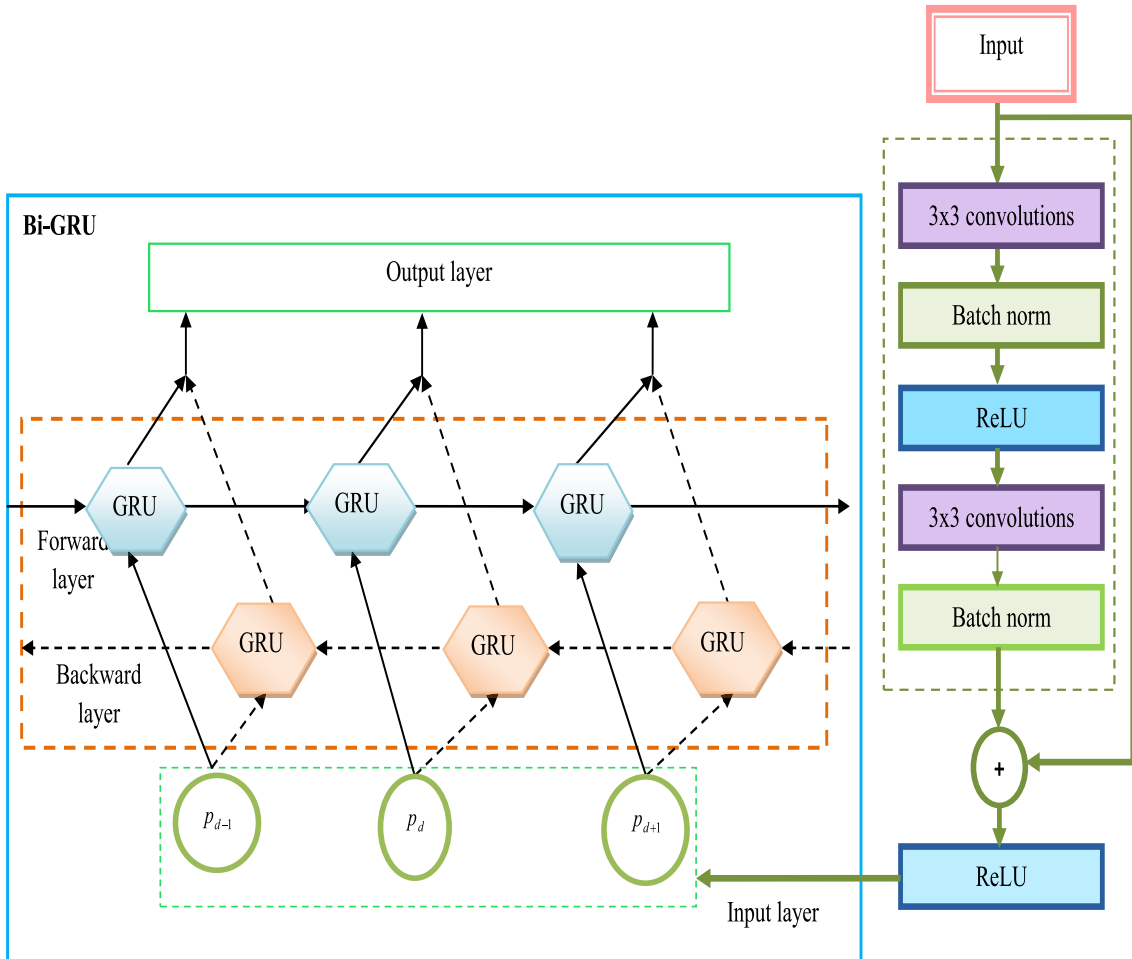 Input
3x3 convolutions
Batch norm
ReLU
3x3 convolutions
Batch norm
+
ReLU
Bi-GRU
Output layer
GRU
GRU
GRU
Forward
layer
GRU
GRU
GRU
Backward
layer
p_{d-1}
p_d
p_{d+1}
Input layer